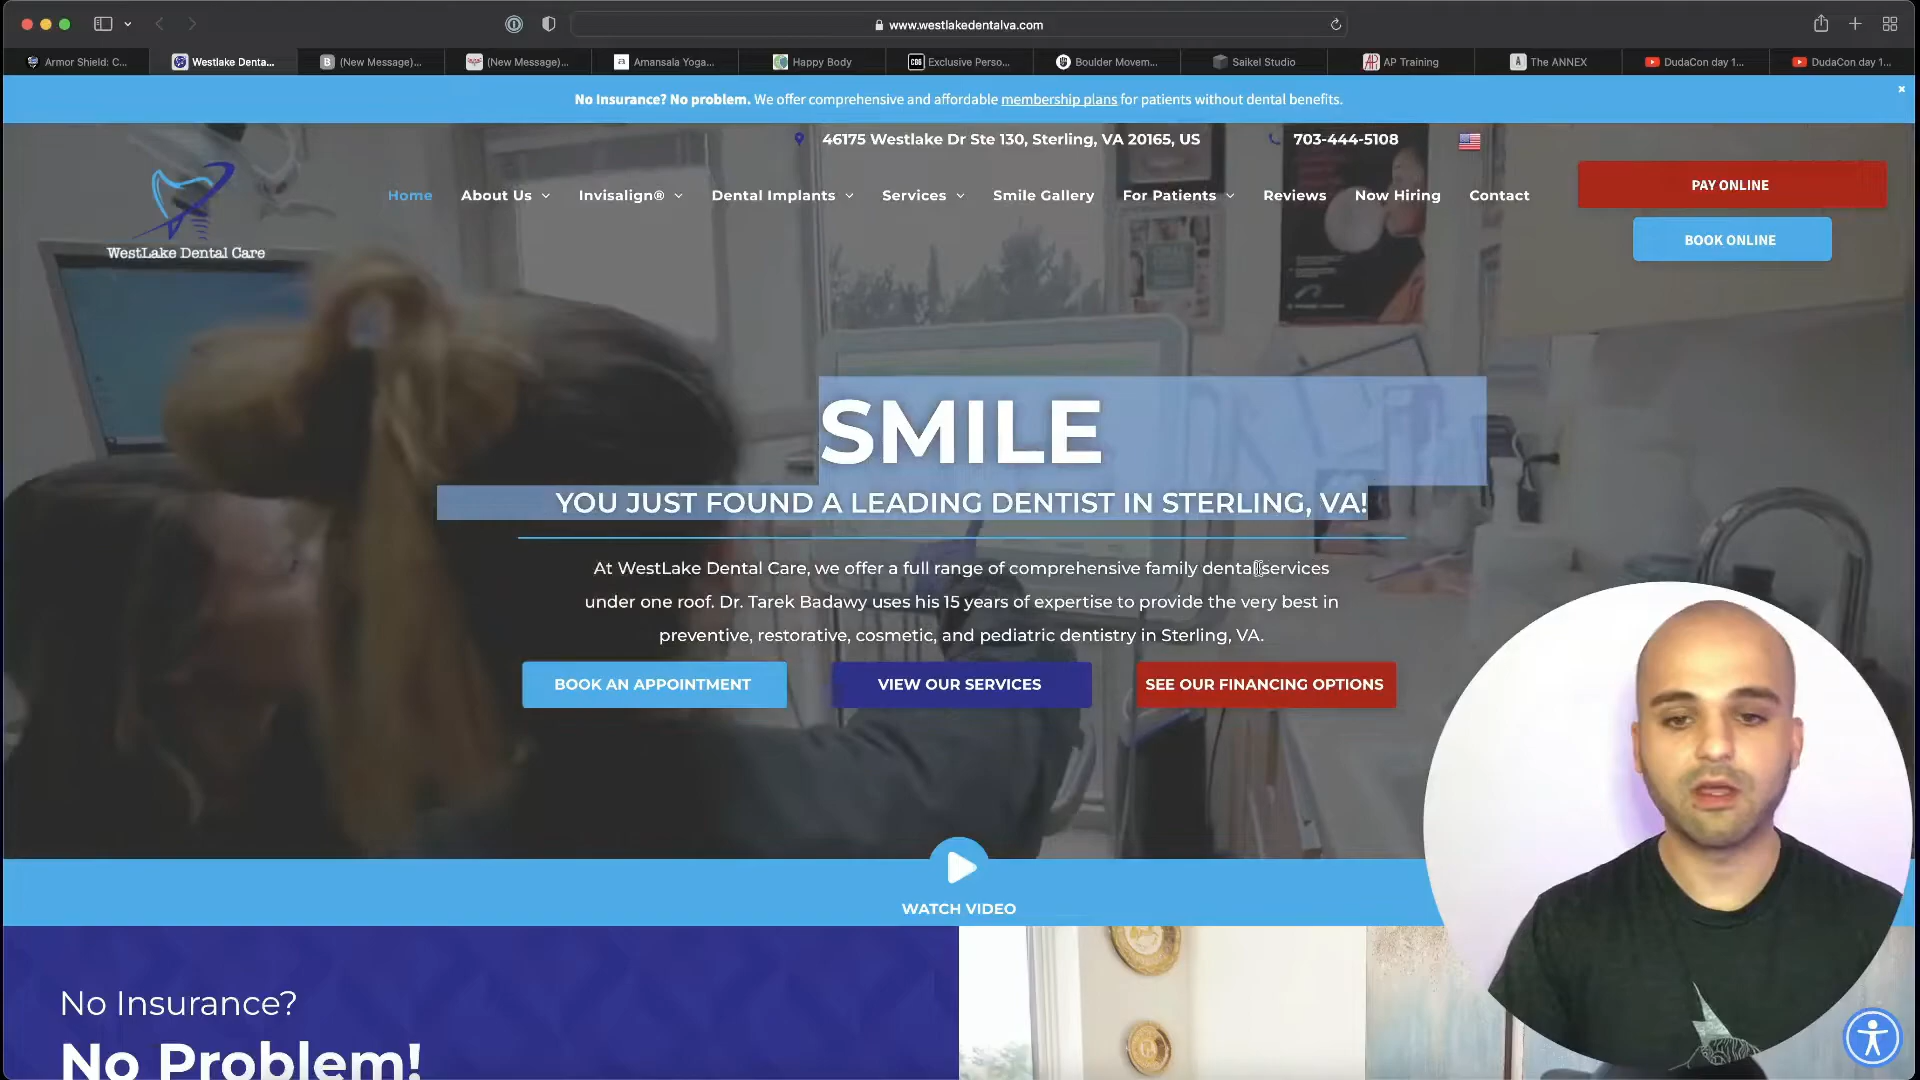 www.westlakedentalva.com
Armor Shield: C...
Westlake Denta...
(New Message)...
(New Message)...
Amansala Yoga...
Happy Body
Exclusive Perso...
Boulder Movem...
Saikel Studio
AP Training
The ANNEX
DudaCon day 1...
DudaCon day 1...
No Insurance? No problem. We offer comprehensive and affordable membership plans for patients without dental benefits.
46175 Westlake Dr Ste 130, Sterling, VA 20165, US
703-444-5108
WestLake Dental Care
Home
About Us
Invisalign®
Dental Implants
Services
Smile Gallery
For Patients
Reviews
Now Hiring
Contact
PAY ONLINE
BOOK ONLINE
SMILE
YOU JUST FOUND A LEADING DENTIST IN STERLING, VA!
At WestLake Dental Care, we offer a full range of comprehensive family dental services
under one roof. Dr. Tarek Badawy uses his 15 years of expertise to provide the very best in
preventive, restorative, cosmetic, and pediatric dentistry in Sterling, VA.
BOOK AN APPOINTMENT
VIEW OUR SERVICES
SEE OUR FINANCING OPTIONS
WATCH VIDEO
No Insurance?
No Problem!